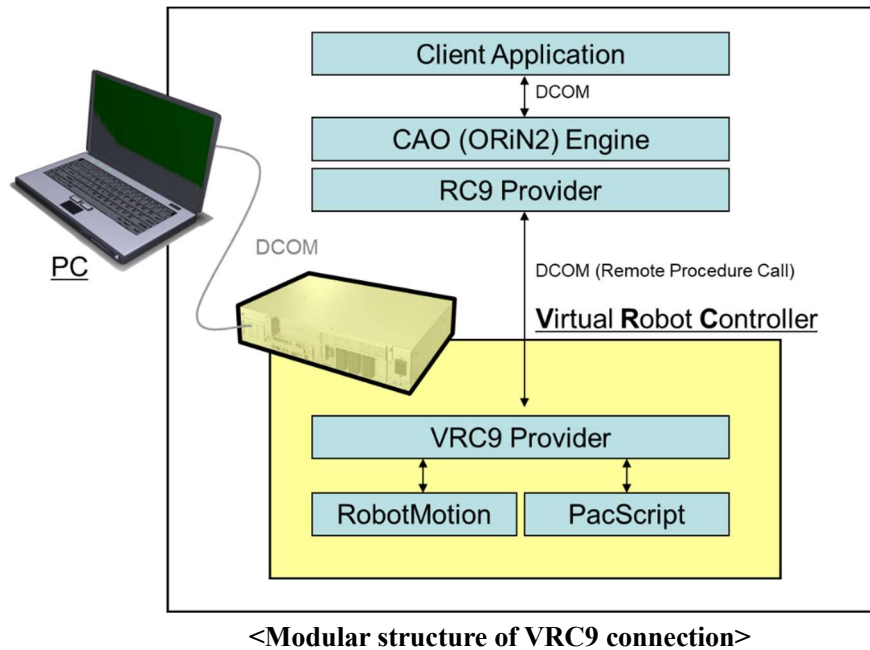 Client Application
DCOM
CAO (ORiN2) Engine
RC9 Provider
PC
DCOM
DCOM (Remote Procedure Call)
Virtual Robot Controller
VRC9 Provider
RobotMotion
PacScript
<Modular structure of VRC9 connection>